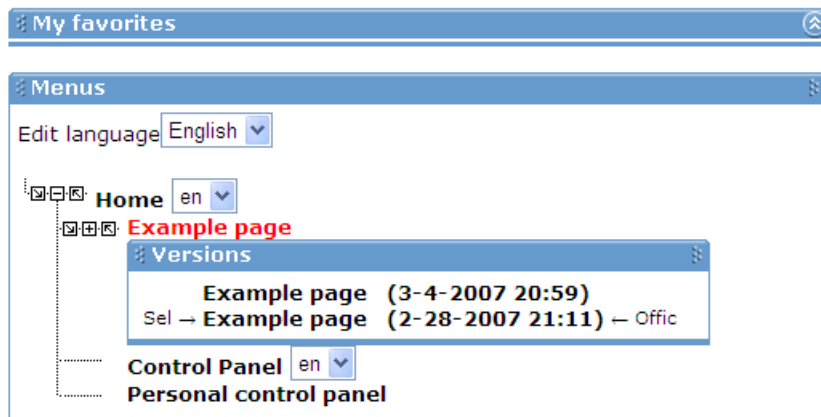 My favorites
Menus
Edit language English
Home en
Example page
Versions
Example page (3-4-2007 20:59)
Sel → Example page (2-28-2007 21:11) ← Offic
Control Panel en
Personal control panel